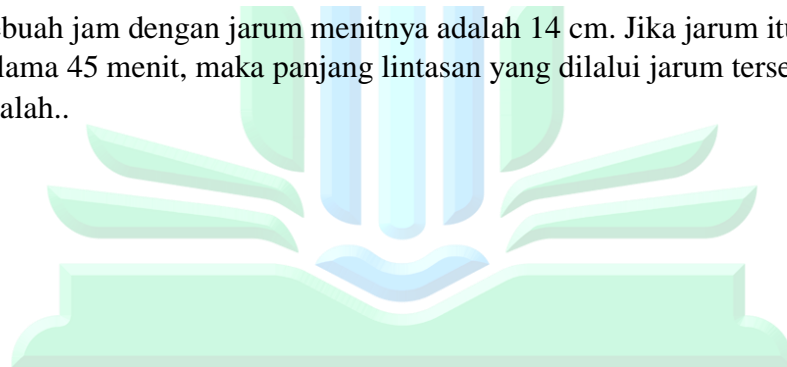 buah jam dengan jarum menitnya adalah 14 cm. Jika jarum itu
lama 45 menit, maka panjang lintasan yang dilalui jarum terse
alah..